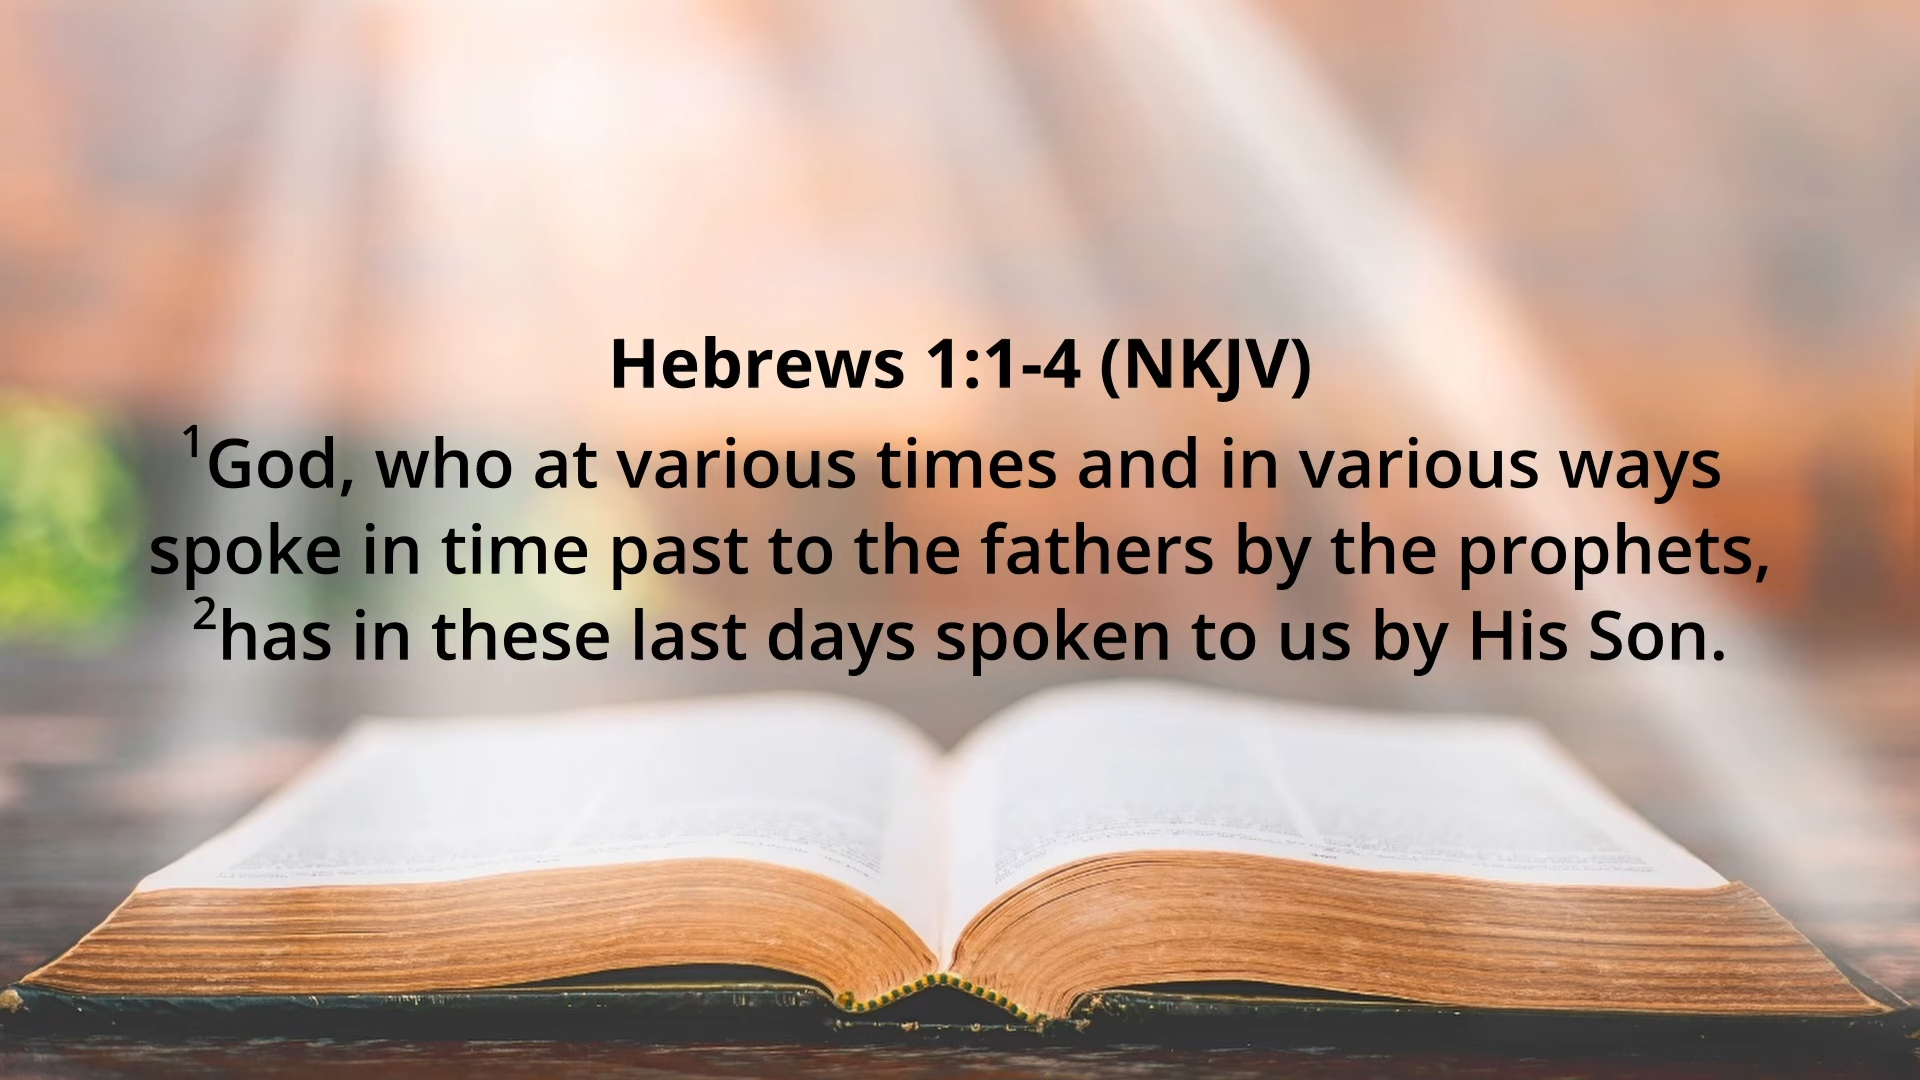 Hebrews 1:1-4 (NKJV)
¹God, who at various times and in various ways
spoke in time past to the fathers by the prophets,
²has in these last days spoken to us by His Son.